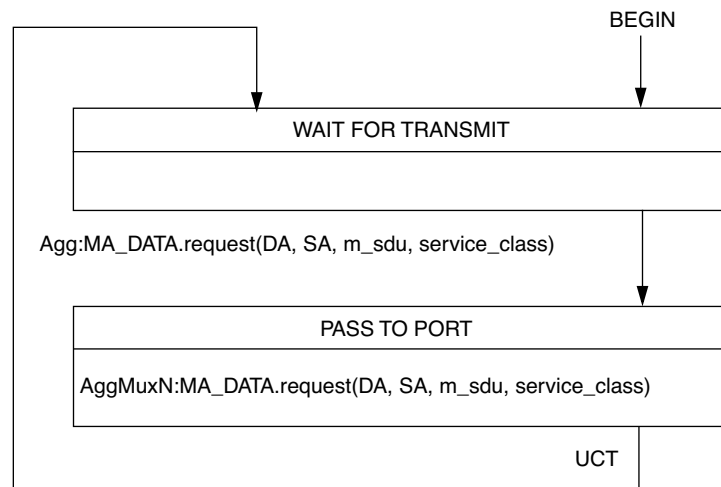 BEGIN
WAIT FOR TRANSMIT
Agg:MA_DATA.request(DA, SA, m_sdu, service_class)
PASS TO PORT
AggMuxN:MA_DATA.request(DA, SA, m_sdu, service_class)
UCT